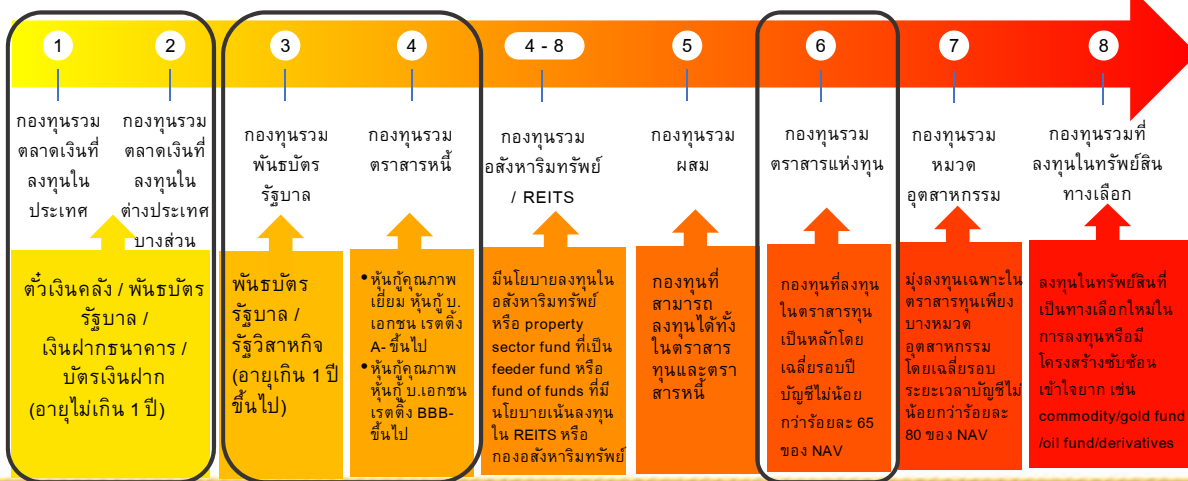 1
2
3
4
4 - 8
5
6
7
8
กองทุนรวม
ตลาดเงินที่
ลงทุนใน
ประเทศ
กองทุนรวม
ตลาดเงินที่
ลงทุนใน
ต่างประเทศ
บางส่วน
กองทุนรวม
พันธบัตร
รัฐบาล
กองทุนรวม
ตราสารหนี้
กองทุนรวม
อสังหาริมทรัพย์
/ REITS
กองทุนรวม
ผสม
กองทุนรวม
ตราสารแห่งทุน
กองทุนรวม
หมวด
อุตสาหกรรม
กองทุนรวมที่
ลงทุนในทรัพย์สิน
ทางเลือก
ตั๋วเงินคลัง / พันธบัตร
รัฐบาล /
เงินฝากธนาคาร /
บัตรเงินฝาก
(อายุไม่เกิน 1 ปี)
พันธบัตร
รัฐบาล /
รัฐวิสาหกิจ
(อายุเกิน 1 ปี
ขึ้นไป)
• หุ้นกู้คุณภาพ
เยี่ยม หุ้นกู้ บ.
เอกชน เรตติ้ง
A- ขึ้นไป
• หุ้นกู้คุณภาพ
หุ้นกู้ บ.เอกชน
เรตติ้ง BBB-
ขึ้นไป
มีนโยบายลงทุนใน
อสังหาริมทรัพย์
หรือ property
sector fund ที่เป็น
feeder fund หรือ
fund of funds ที่มี
นโยบายเน้นลงทุน
ใน REITS หรือ
กองอสังหาริมทรัพย์
กองทุนที่
สามารถ
ลงทุนได้ทั้ง
ในตราสาร
ทุนและตรา
สารหนี้
กองทุนที่ลงทุน
ในตราสารทุน
เป็นหลักโดย
เฉลี่ยรอบปี
บัญชีไม่น้อย
กว่าร้อยละ 65
ของ NAV
มุ่งลงทุนเฉพาะใน
ตราสารทุนเพียง
บางหมวด
อุตสาหกรรม
โดยเฉลี่ยรอบ
ระยะเวลาบัญชีไม่
น้อยกว่าร้อยละ
80 ของ NAV
ลงทุนในทรัพย์สินที่
เป็นทางเลือกใหม่ใน
การลงทุนหรือมี
โครงสร้างซับซ้อน
เข้าใจยาก เช่น
commodity/gold fund
/oil fund/derivatives